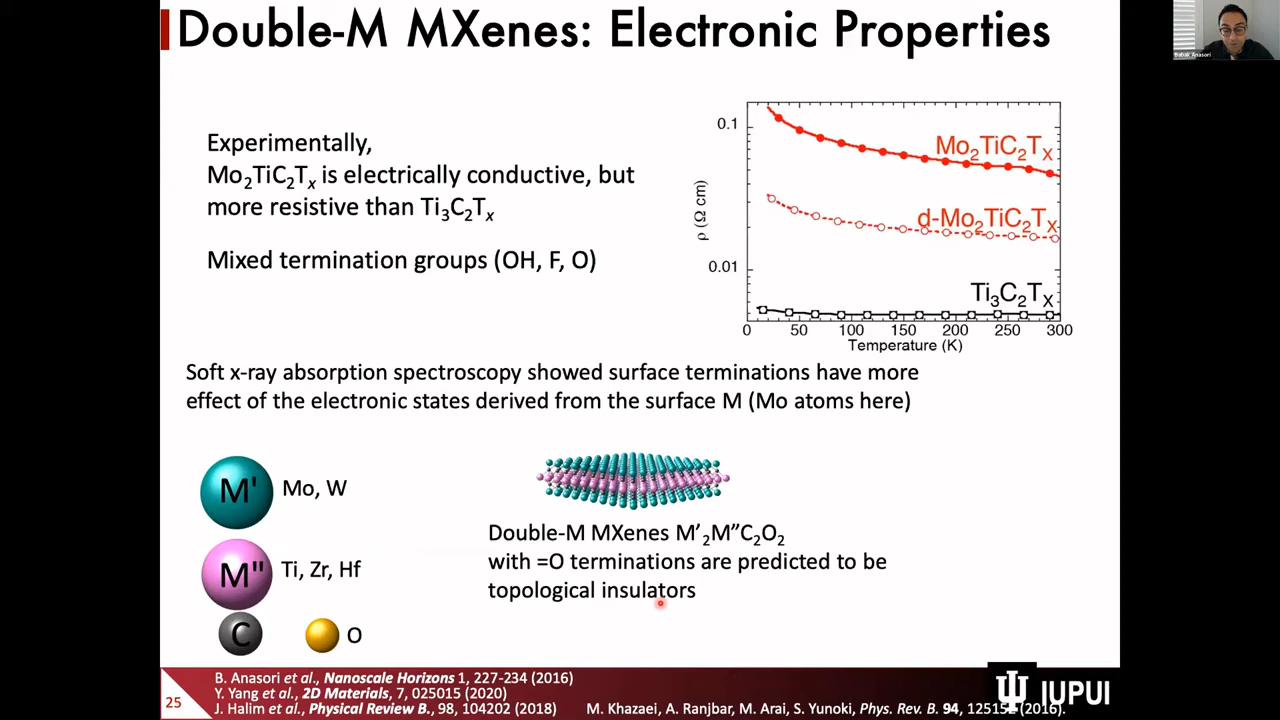 Double-M MXenes: Electronic Properties
Babak Anasori
Experimentally,
Mo₂TiC₂Tₓ is electrically conductive, but
more resistive than Ti₃C₂Tₓ
Mixed termination groups (OH, F, O)
0.1
0.01
ρ (Ω cm)
Mo₂TiC₂Tₓ
d-Mo₂TiC₂Tₓ
Ti₃C₂Tₓ
0 50 100 150 200 250 300
Temperature (K)
Soft x-ray absorption spectroscopy showed surface terminations have more
effect of the electronic states derived from the surface M (Mo atoms here)
M' Mo, W
M" Ti, Zr, Hf
C O
Double-M MXenes M′₂M″C₂O₂
with =O terminations are predicted to be
topological insulators
25
B. Anasori et al., Nanoscale Horizons 1, 227-234 (2016)
Y. Yang et al., 2D Materials, 7, 025015 (2020)
J. Halim et al., Physical Review B., 98, 104202 (2018)
M. Khazaei, A. Ranjbar, M. Arai, S. Yunoki, Phys. Rev. B. 94, (2016).
IUPUI